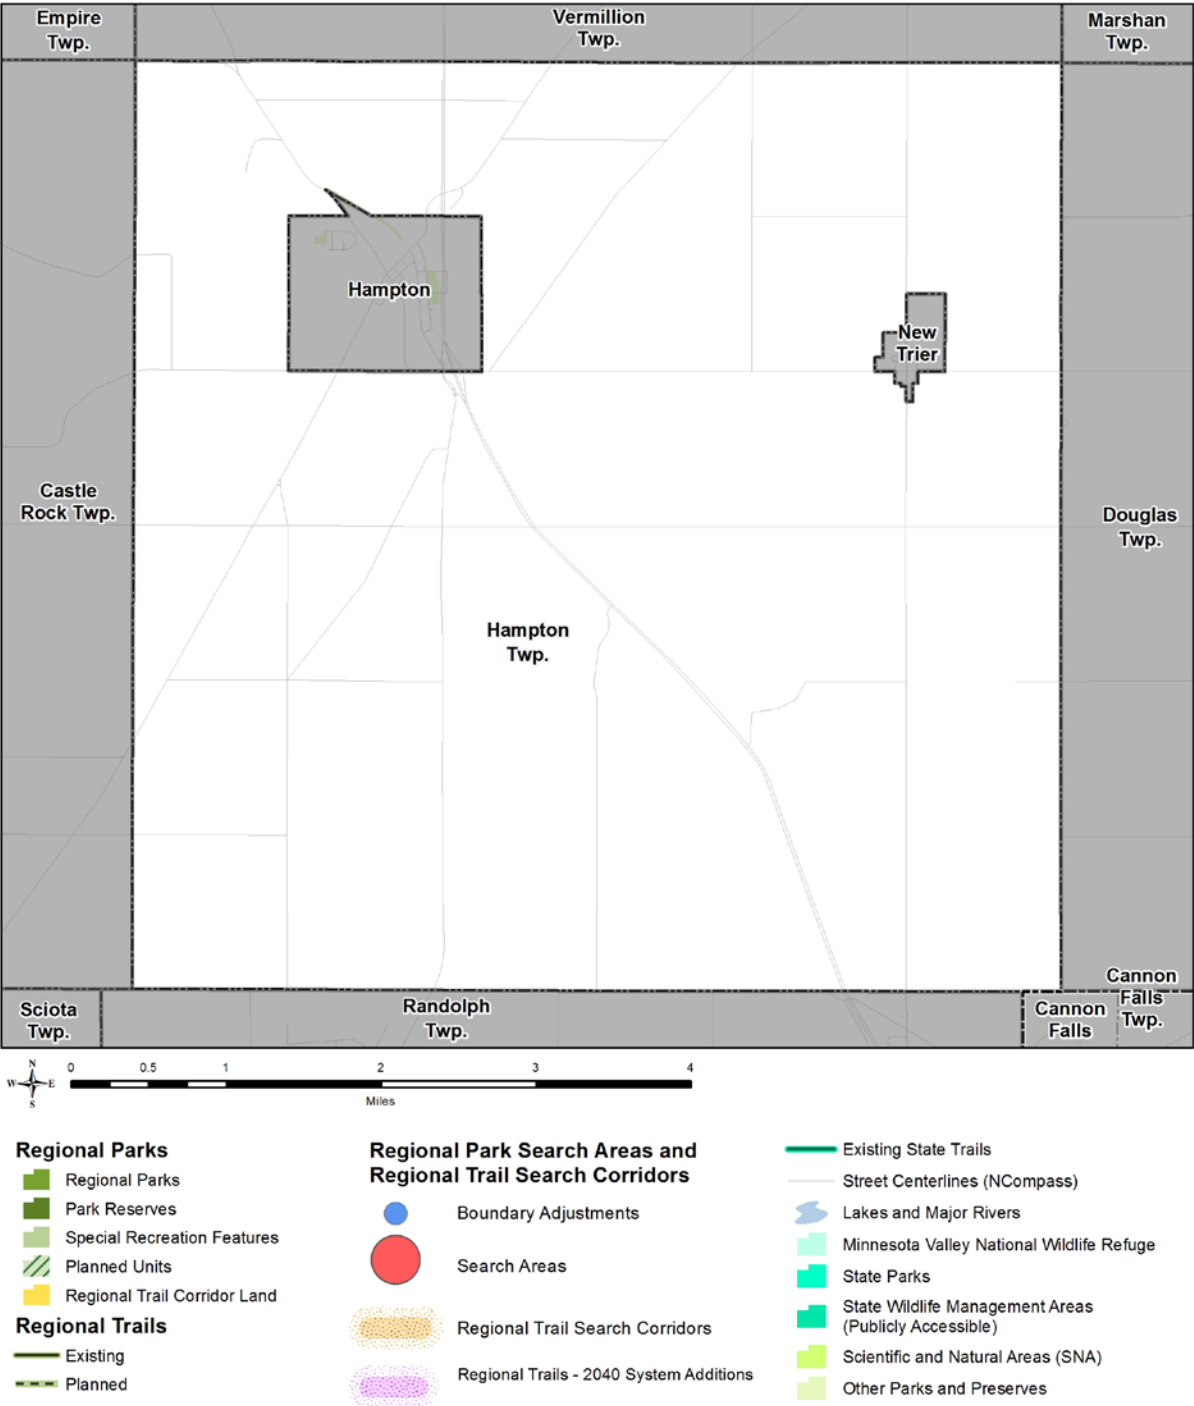 Empire
Twp.
Vermillion
Twp.
Marshan
Twp.
Hampton
New
Trier
Castle
Rock Twp.
Douglas
Twp.
Hampton
Twp.
Sciota
Twp.
Randolph
Twp.
Cannon
Falls
Cannon
Falls
Twp.
N
W E
S
0 0.5 1 2 3 4
Miles
Regional Parks
Regional Parks
Park Reserves
Special Recreation Features
Planned Units
Regional Trail Corridor Land
Regional Trails
Existing
Planned
Regional Park Search Areas and
Regional Trail Search Corridors
Boundary Adjustments
Search Areas
Regional Trail Search Corridors
Regional Trails - 2040 System Additions
Existing State Trails
Street Centerlines (NCompass)
Lakes and Major Rivers
Minnesota Valley National Wildlife Refuge
State Parks
State Wildlife Management Areas
(Publicly Accessible)
Scientific and Natural Areas (SNA)
Other Parks and Preserves